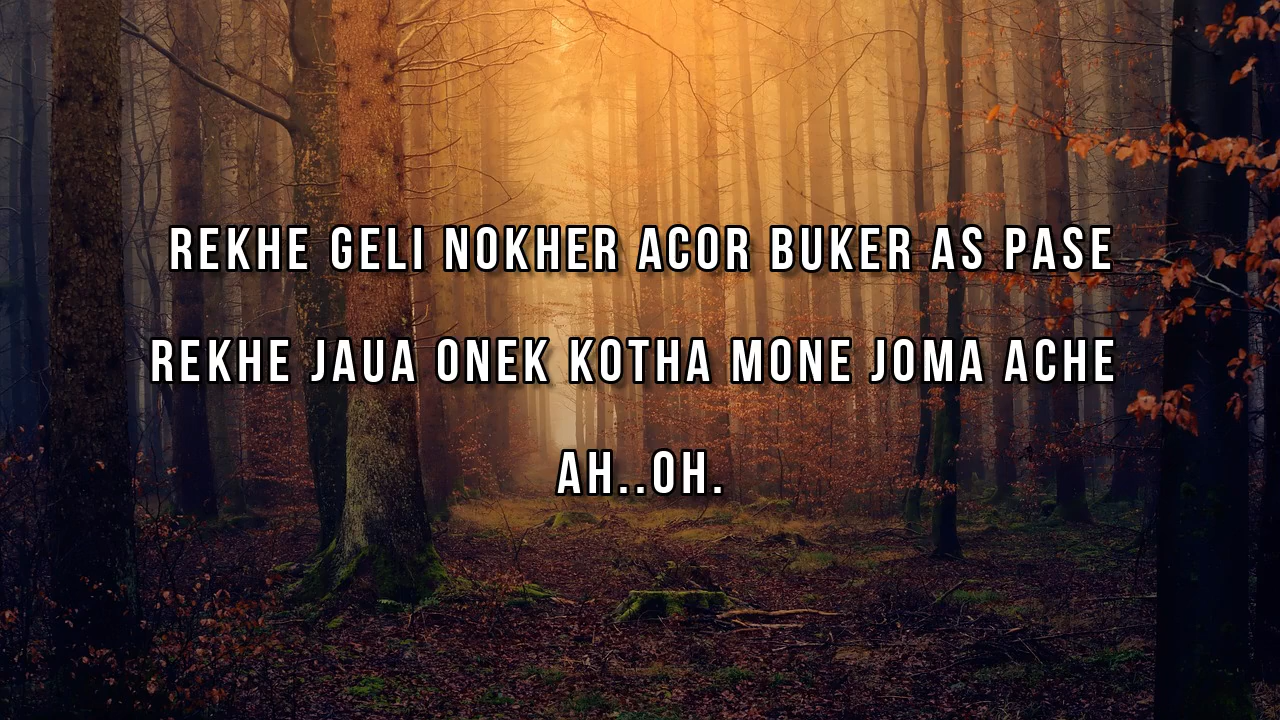 REKHE GELI NOKHER ACOR BUKER AS PASE
REKHE JAUA ONEK KOTHA MONE JOMA ACHE
AH..OH.